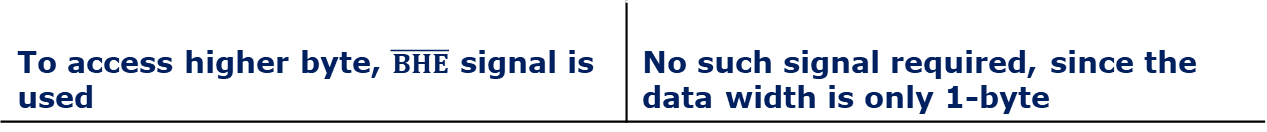 To access higher byte, B̅H̅E̅ signal is
used
No such signal required, since the
data width is only 1-byte